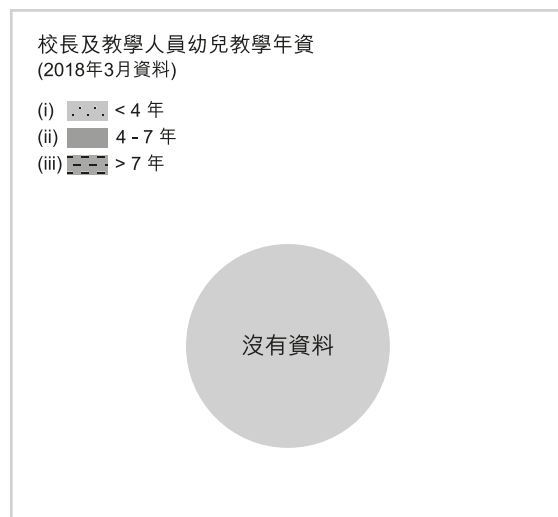 校長及教學人員幼兒教學年資
(2018年3月資料)
(i) < 4 年
(ii) 4 - 7 年
(iii) > 7 年
沒有資料